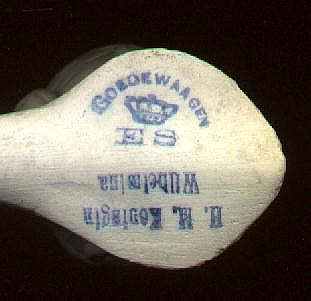 GOEDEWAAGEN
ES
H. M. Koningin
Wilhelmina